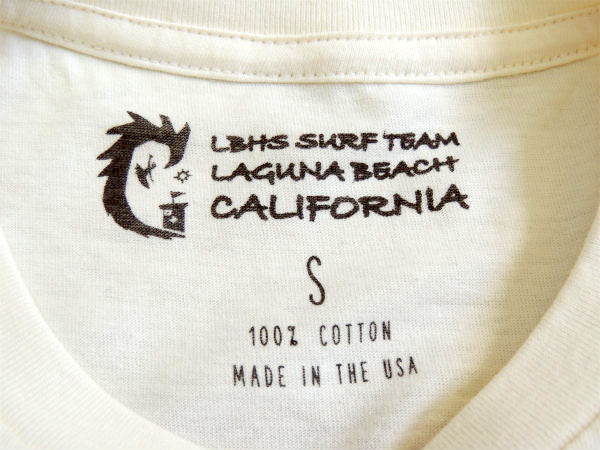 LBHS SURF TEAM
LAGUNA BEACH
CALIFORNIA
S
100% COTTON
MADE IN THE USA